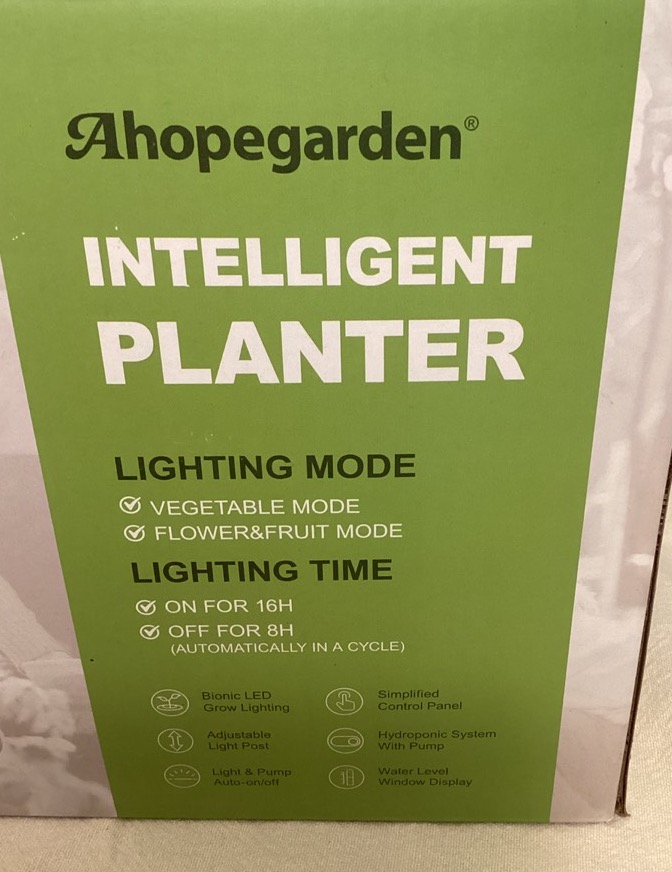 Ahopegarden®
INTELLIGENT
PLANTER
LIGHTING MODE
VEGETABLE MODE
FLOWER&FRUIT MODE
LIGHTING TIME
ON FOR 16H
OFF FOR 8H
(AUTOMATICALLY IN A CYCLE)
Bionic LED
Grow Lighting
Simplified
Control Panel
Adjustable
Light Post
Hydroponic System
With Pump
Light & Pump
Auto-on/off
Water Level
Window Display